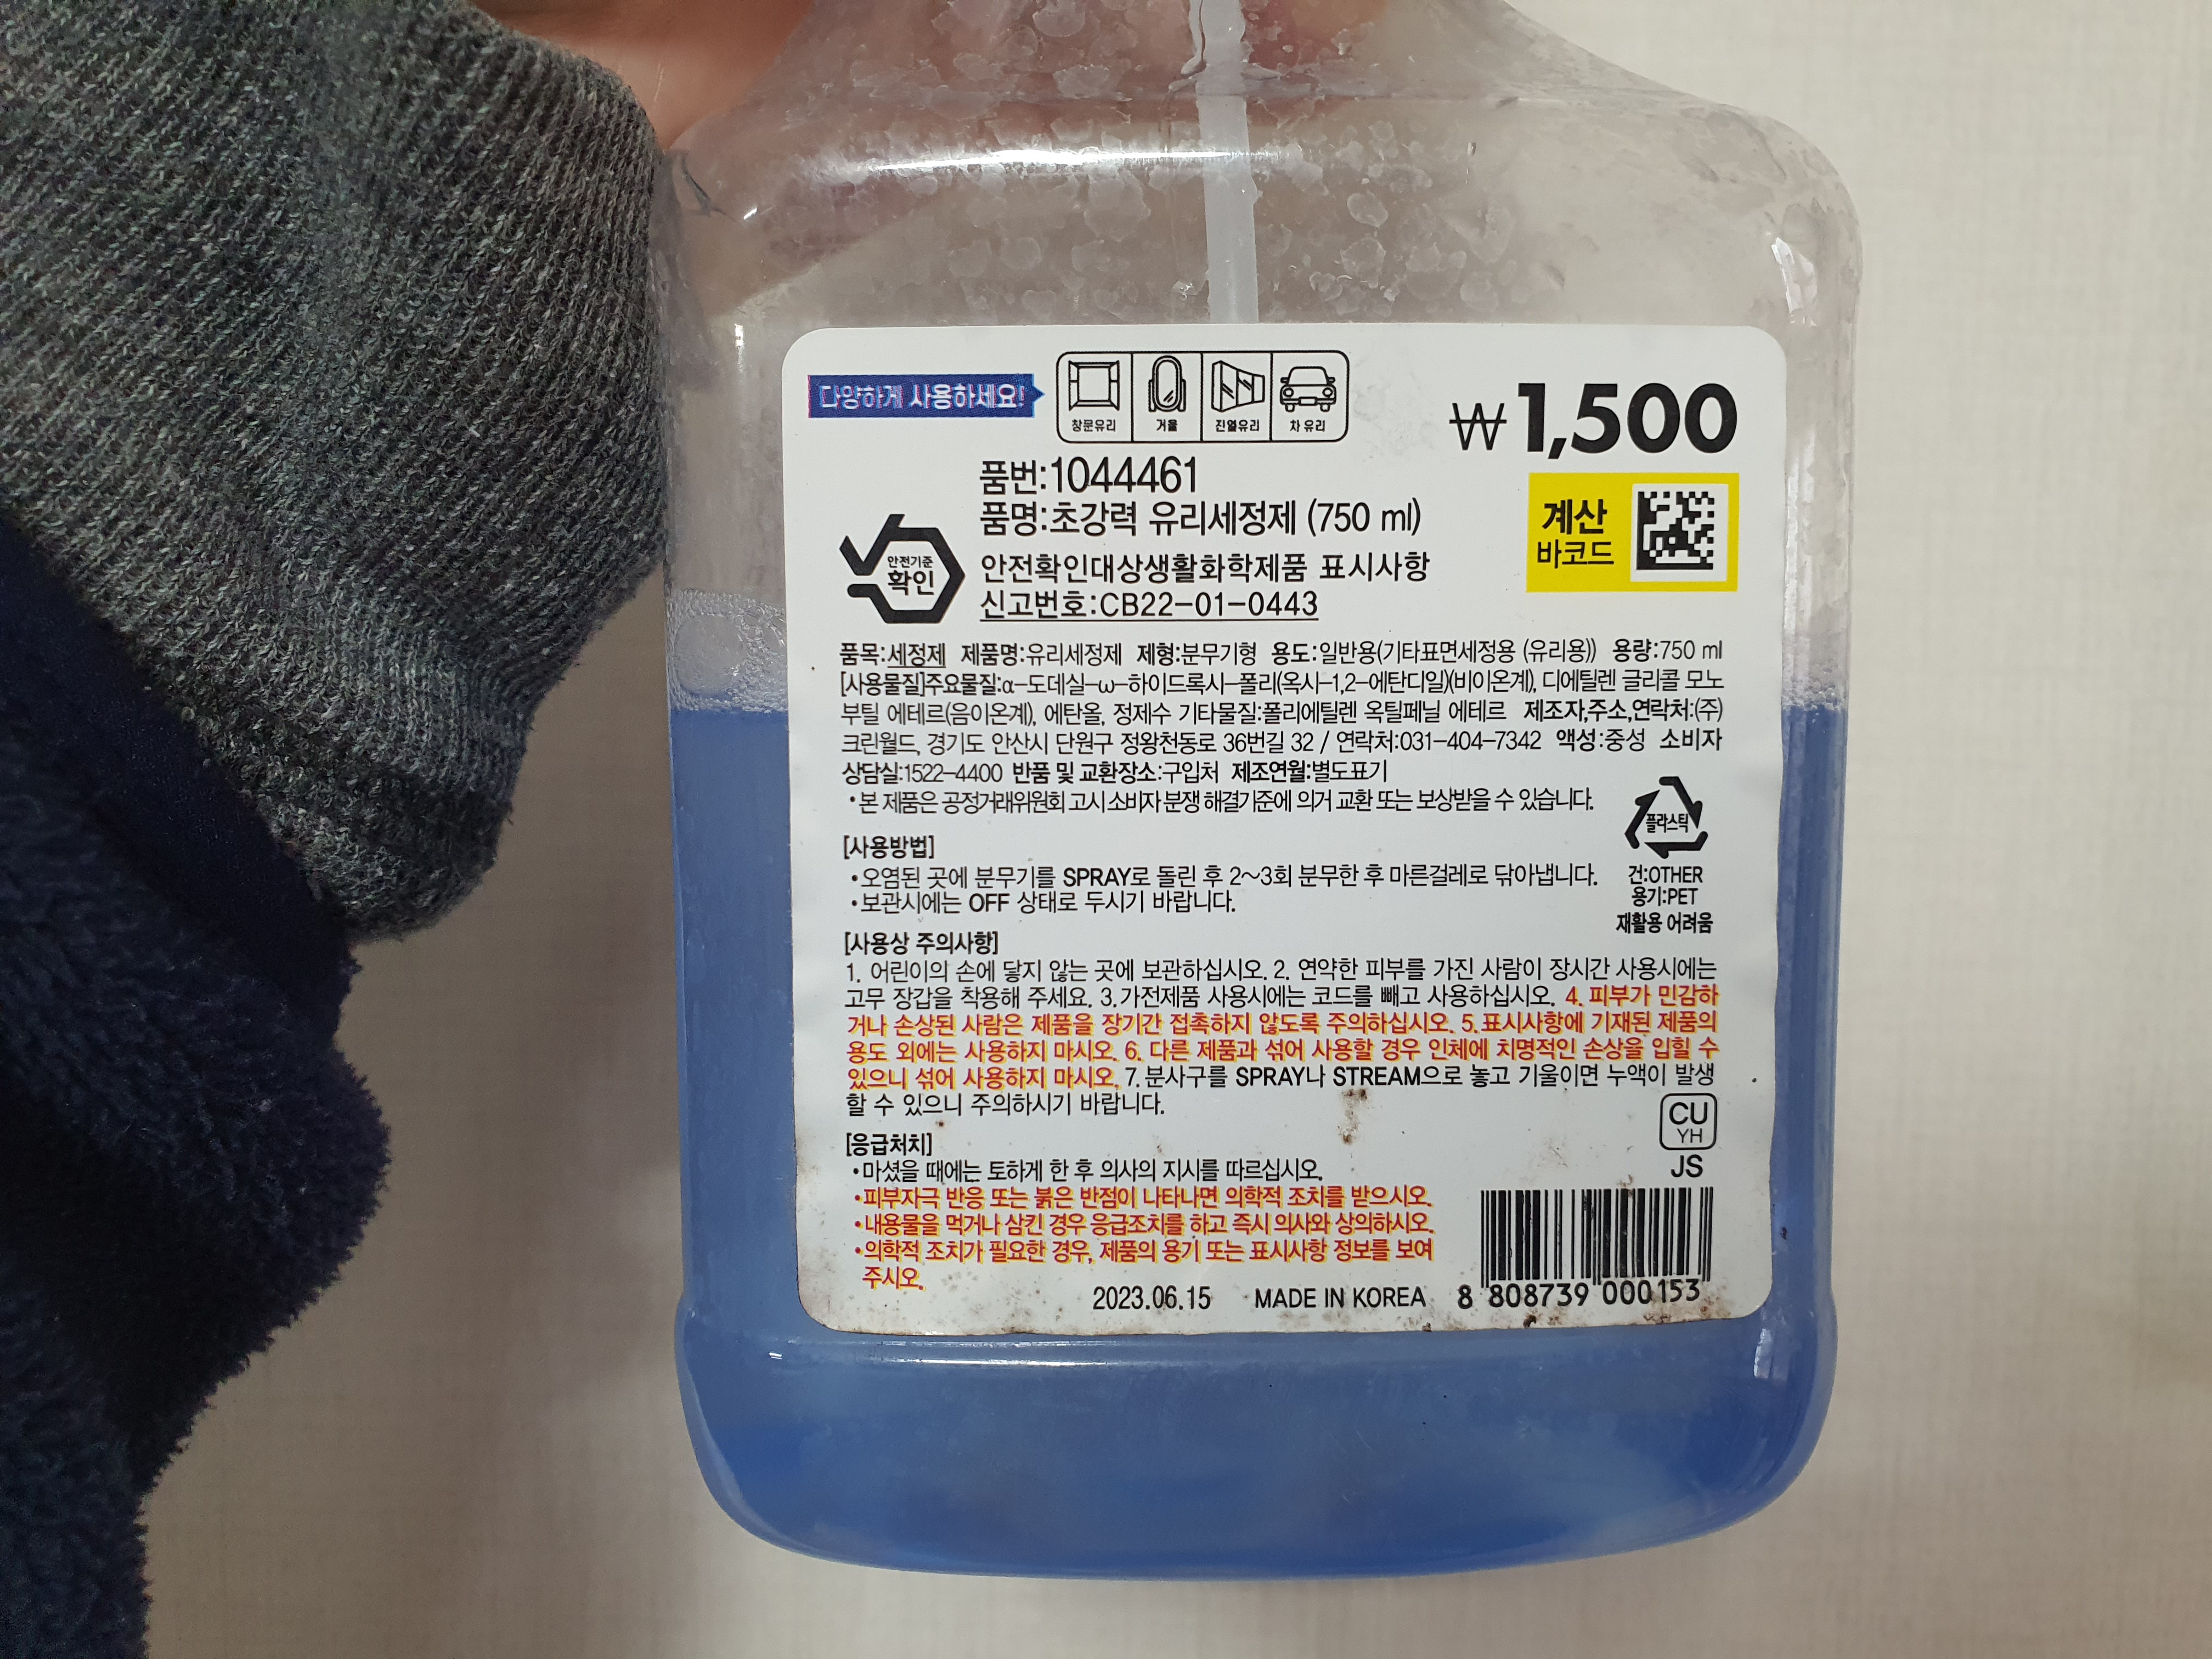 다양하게 사용하세요!
창문유리 거울 진열유리 차 유리
₩1,500
품번:1044461
품명:초강력 유리세정제 (750 ml)
계산
바코드
안전기준
확인
안전확인대상생활화학제품 표시사항
신고번호:CB22-01-0443
품목:세정제 제품명:유리세정제 제형:분무기형 용도:일반용(기타표면세정용 (유리용)) 용량:750 ml
[사용물질]주요물질:α-도데실-ω-하이드록시-폴리(옥시-1,2-에탄디일)(비이온계), 디에틸렌 글리콜 모노
부틸 에테르(음이온계), 에탄올, 정제수 기타물질:폴리에틸렌 옥틸페닐 에테르 제조자,주소,연락처:(주)
크린월드, 경기도 안산시 단원구 정왕천동로 36번길 32 / 연락처:031-404-7342 액성:중성 소비자
상담실:1522-4400 반품 및 교환장소:구입처 제조연월:별도표기
•본 제품은 공정거래위원회 고시 소비자 분쟁 해결기준에 의거 교환 또는 보상받을 수 있습니다.
플라스틱
건:OTHER
용기:PET
재활용 어려움
[사용방법]
•오염된 곳에 분무기를 SPRAY로 돌린 후 2~3회 분무한 후 마른걸레로 닦아냅니다.
•보관시에는 OFF 상태로 두시기 바랍니다.
[사용상 주의사항]
1. 어린이의 손에 닿지 않는 곳에 보관하십시오. 2. 연약한 피부를 가진 사람이 장시간 사용시에는
고무 장갑을 착용해 주세요. 3.가전제품 사용시에는 코드를 빼고 사용하십시오. 4. 피부가 민감하
거나 손상된 사람은 제품을 장기간 접촉하지 않도록 주의하십시오. 5.표시사항에 기재된 제품의
용도 외에는 사용하지 마시오. 6. 다른 제품과 섞어 사용할 경우 인체에 치명적인 손상을 입힐 수
있으니 섞어 사용하지 마시오. 7.분사구를 SPRAY나 STREAM으로 놓고 기울이면 누액이 발생
할 수 있으니 주의하시기 바랍니다.
CU
YH
JS
[응급처치]
•마셨을 때에는 토하게 한 후 의사의 지시를 따르십시오.
•피부자극 반응 또는 붉은 반점이 나타나면 의학적 조치를 받으시오.
•내용물을 먹거나 삼킨 경우 응급조치를 하고 즉시 의사와 상의하시오.
•의학적 조치가 필요한 경우, 제품의 용기 또는 표시사항 정보를 보여
주시오.
2023.06.15 MADE IN KOREA 8 808739 000153